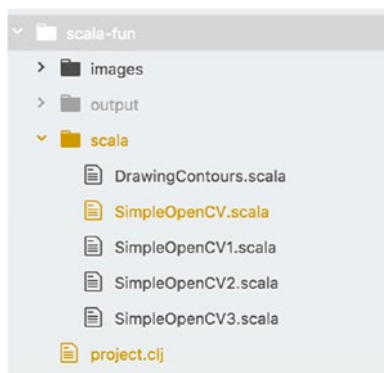 scala-fun
images
output
scala
DrawingContours.scala
SimpleOpenCV.scala
SimpleOpenCV1.scala
SimpleOpenCV2.scala
SimpleOpenCV3.scala
project.clj